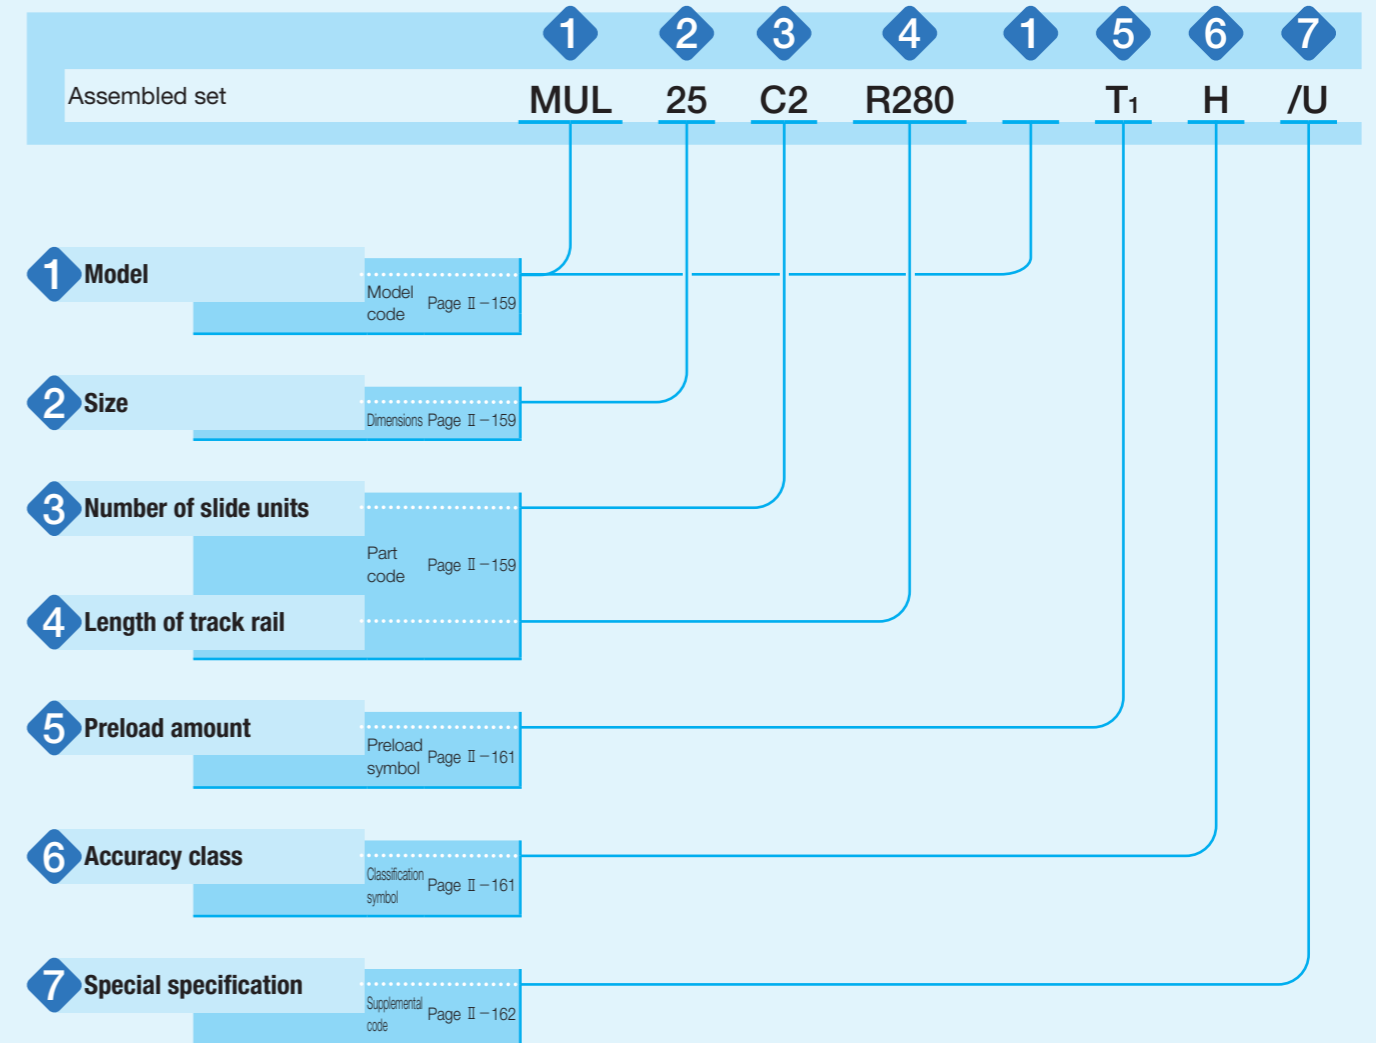 1 2 3 4 1 5 6 7
Assembled set MUL 25 C2 R280 T1 H /U
1 Model
Model code Page Ⅱ－159
2 Size
Dimensions Page Ⅱ－159
3 Number of slide units
Part code Page Ⅱ－159
4 Length of track rail
5 Preload amount
Preload symbol Page Ⅱ－161
6 Accuracy class
Classification symbol Page Ⅱ－161
7 Special specification
Supplemental code Page Ⅱ－162